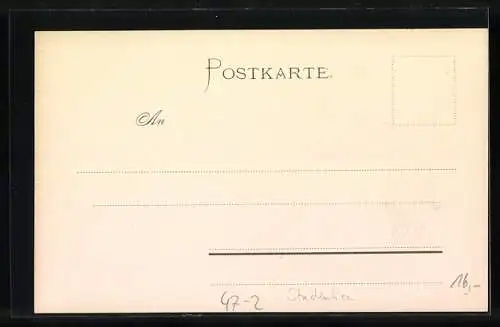 POSTKARTE.
An
47-2
16,-